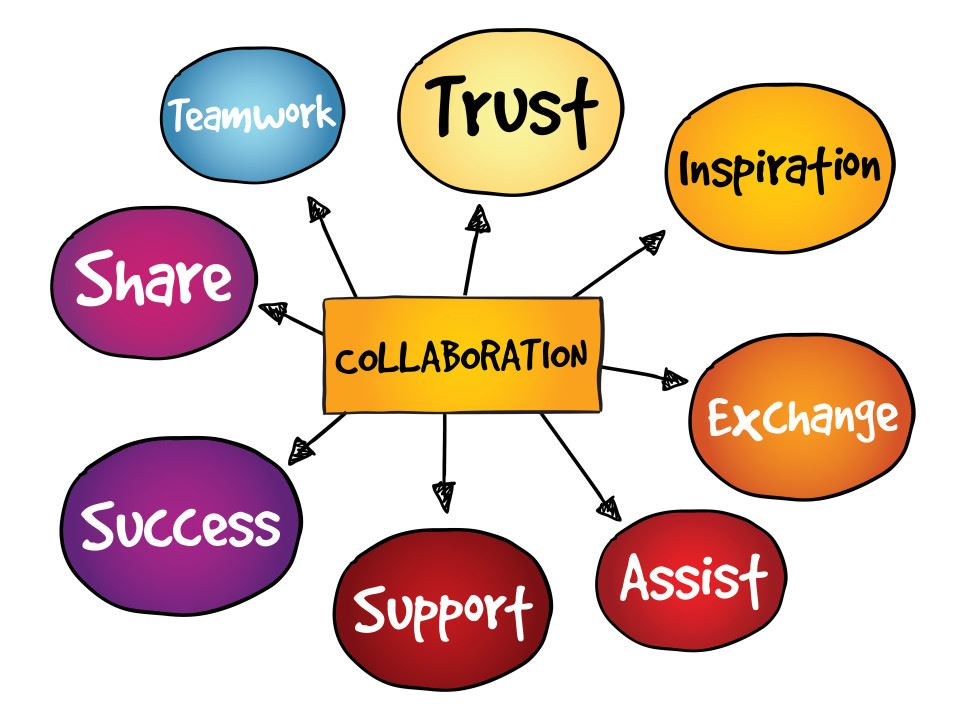 Teamwork
Trust
Inspiration
Share
COLLABORATION
Exchange
Success
Support
Assist